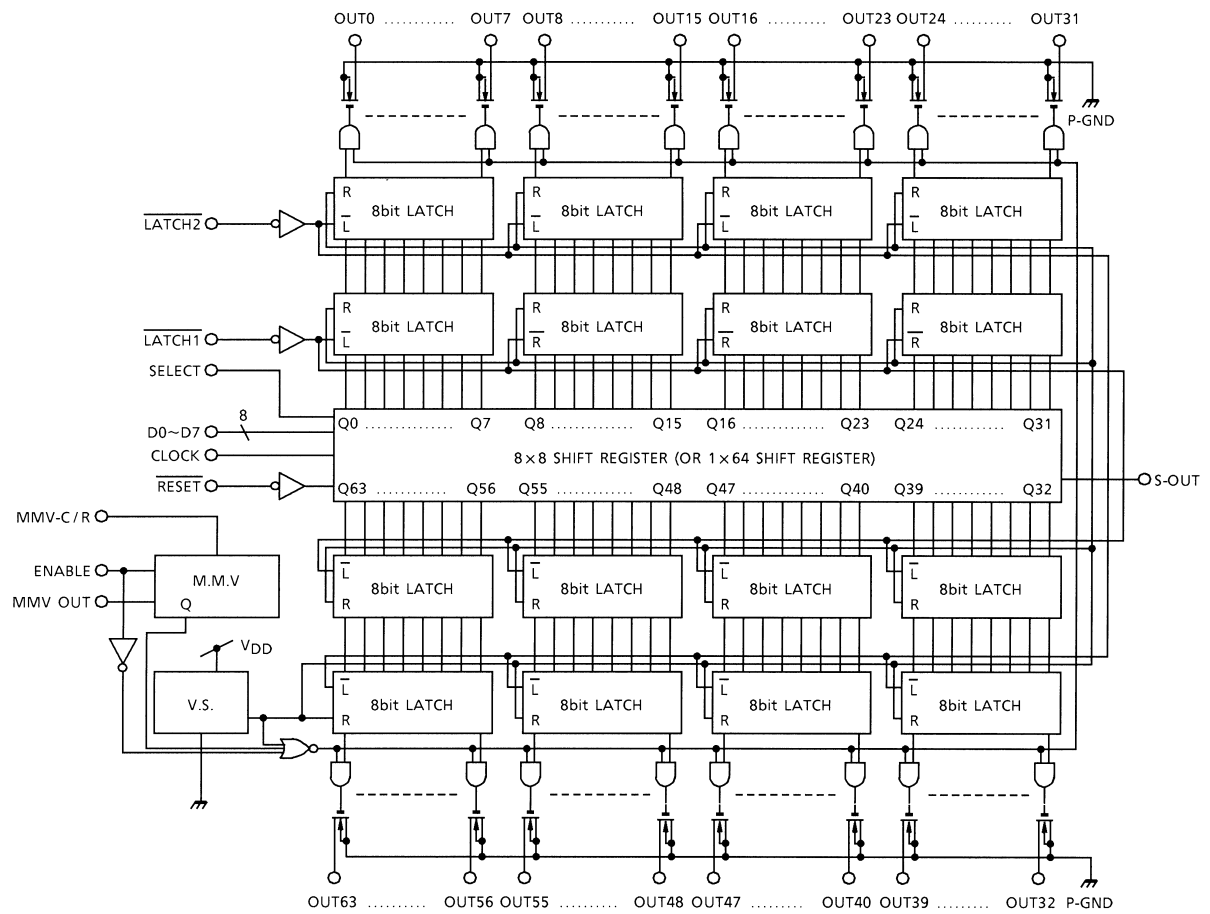 OUT0 ............ OUT7 OUT8 ........... OUT15 OUT16 ............ OUT23 OUT24 .......... OUT31
P-GND
R
L̅
8bit LATCH
R
L̅
8bit LATCH
R
L̅
8bit LATCH
R
L̅
8bit LATCH
L̅A̅T̅C̅H̅2̅
R
L̅
8bit LATCH
R
R̅
8bit LATCH
R
R̅
8bit LATCH
R
R̅
8bit LATCH
L̅A̅T̅C̅H̅1̅
SELECT
8
D0~D7
CLOCK
R̅E̅S̅E̅T̅
Q0 ............. Q7 Q8 ............ Q15 Q16 ............ Q23 Q24 ........... Q31
8×8 SHIFT REGISTER (OR 1×64 SHIFT REGISTER)
Q63 ............ Q56 Q55 ............ Q48 Q47 ............ Q40 Q39 ........... Q32
S-OUT
MMV-C/R
ENABLE
MMV OUT
M.M.V
Q
L̅
R
8bit LATCH
L̅
R
8bit LATCH
L̅
R
8bit LATCH
L̅
R
8bit LATCH
VDD
V.S.
L̅
R
8bit LATCH
L̅
R
8bit LATCH
L̅
R
8bit LATCH
L̅
R
8bit LATCH
OUT63 .......... OUT56 OUT55 .......... OUT48 OUT47 ......... OUT40 OUT39 ......... OUT32 P-GND